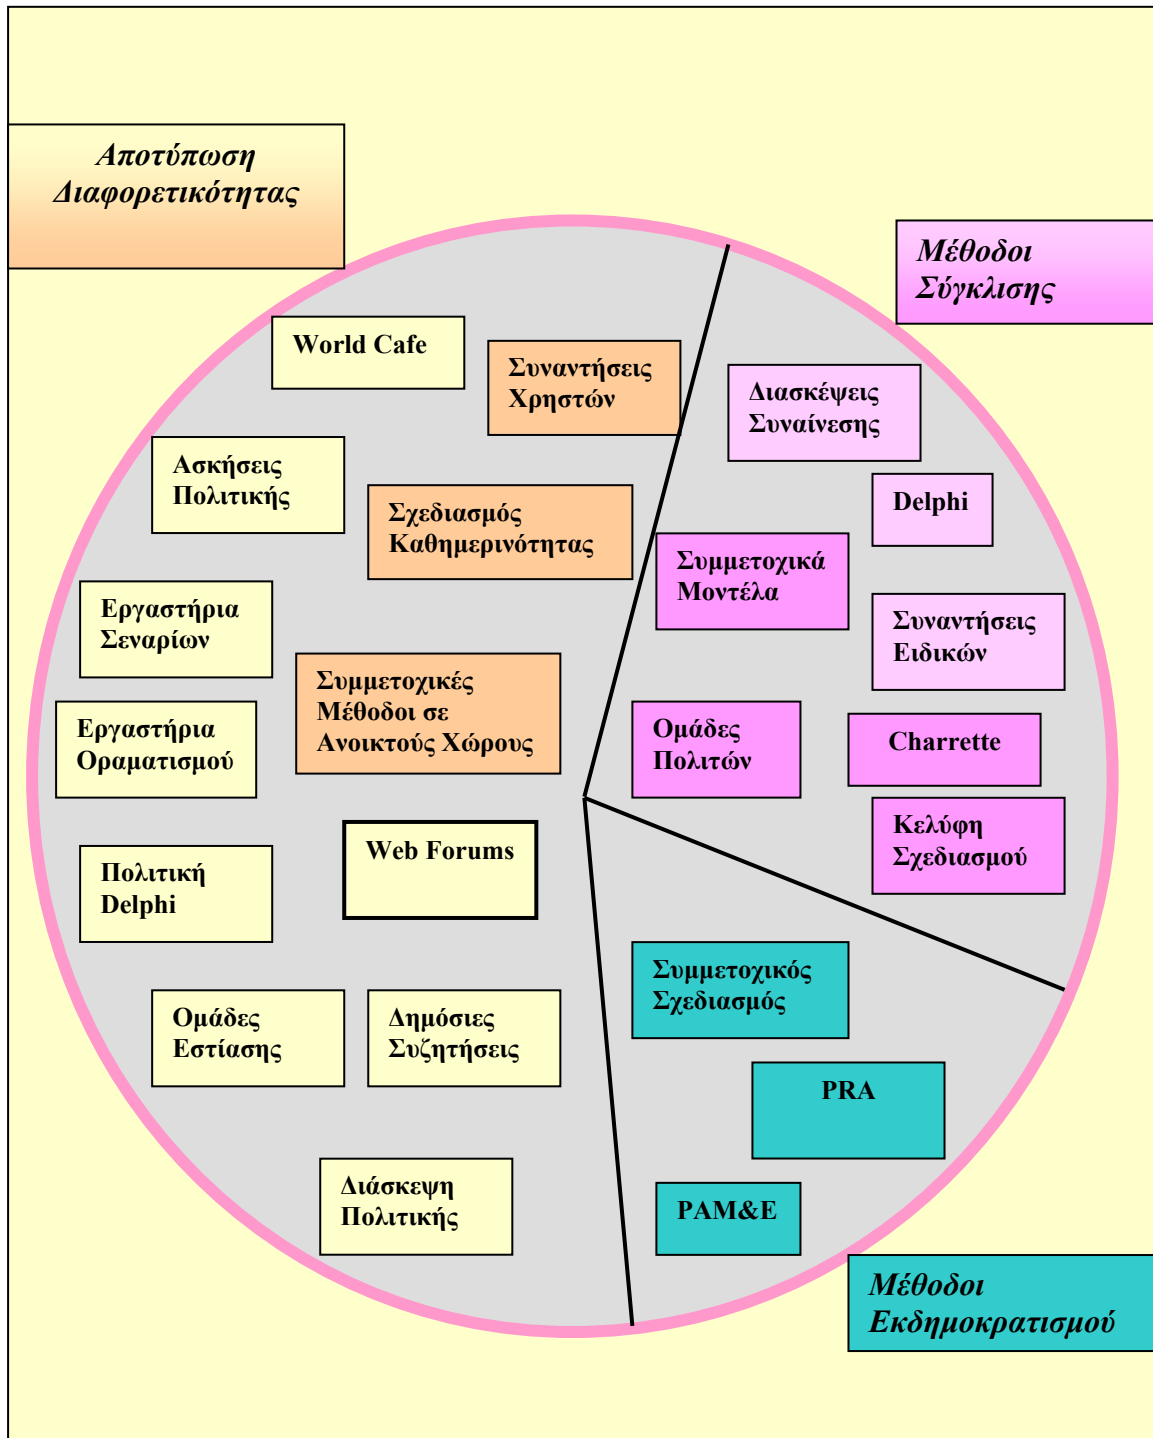 Αποτύπωση
Διαφορετικότητας
Μέθοδοι
Σύγκλισης
World Cafe
Συναντήσεις
Χρηστών
Διασκέψεις
Συναίνεσης
Ασκήσεις
Πολιτικής
Σχεδιασμός
Καθημερινότητας
Delphi
Συμμετοχικά
Μοντέλα
Εργαστήρια
Σεναρίων
Συναντήσεις
Ειδικών
Συμμετοχικές
Μέθοδοι σε
Ανοικτούς Χώρους
Εργαστήρια
Οραματισμού
Ομάδες
Πολιτών
Charrette
Κελύφη
Σχεδιασμού
Web Forums
Πολιτική
Delphi
Συμμετοχικός
Σχεδιασμός
Ομάδες
Εστίασης
Δημόσιες
Συζητήσεις
PRA
Διάσκεψη
Πολιτικής
PAM&E
Μέθοδοι
Εκδημοκρατισμού